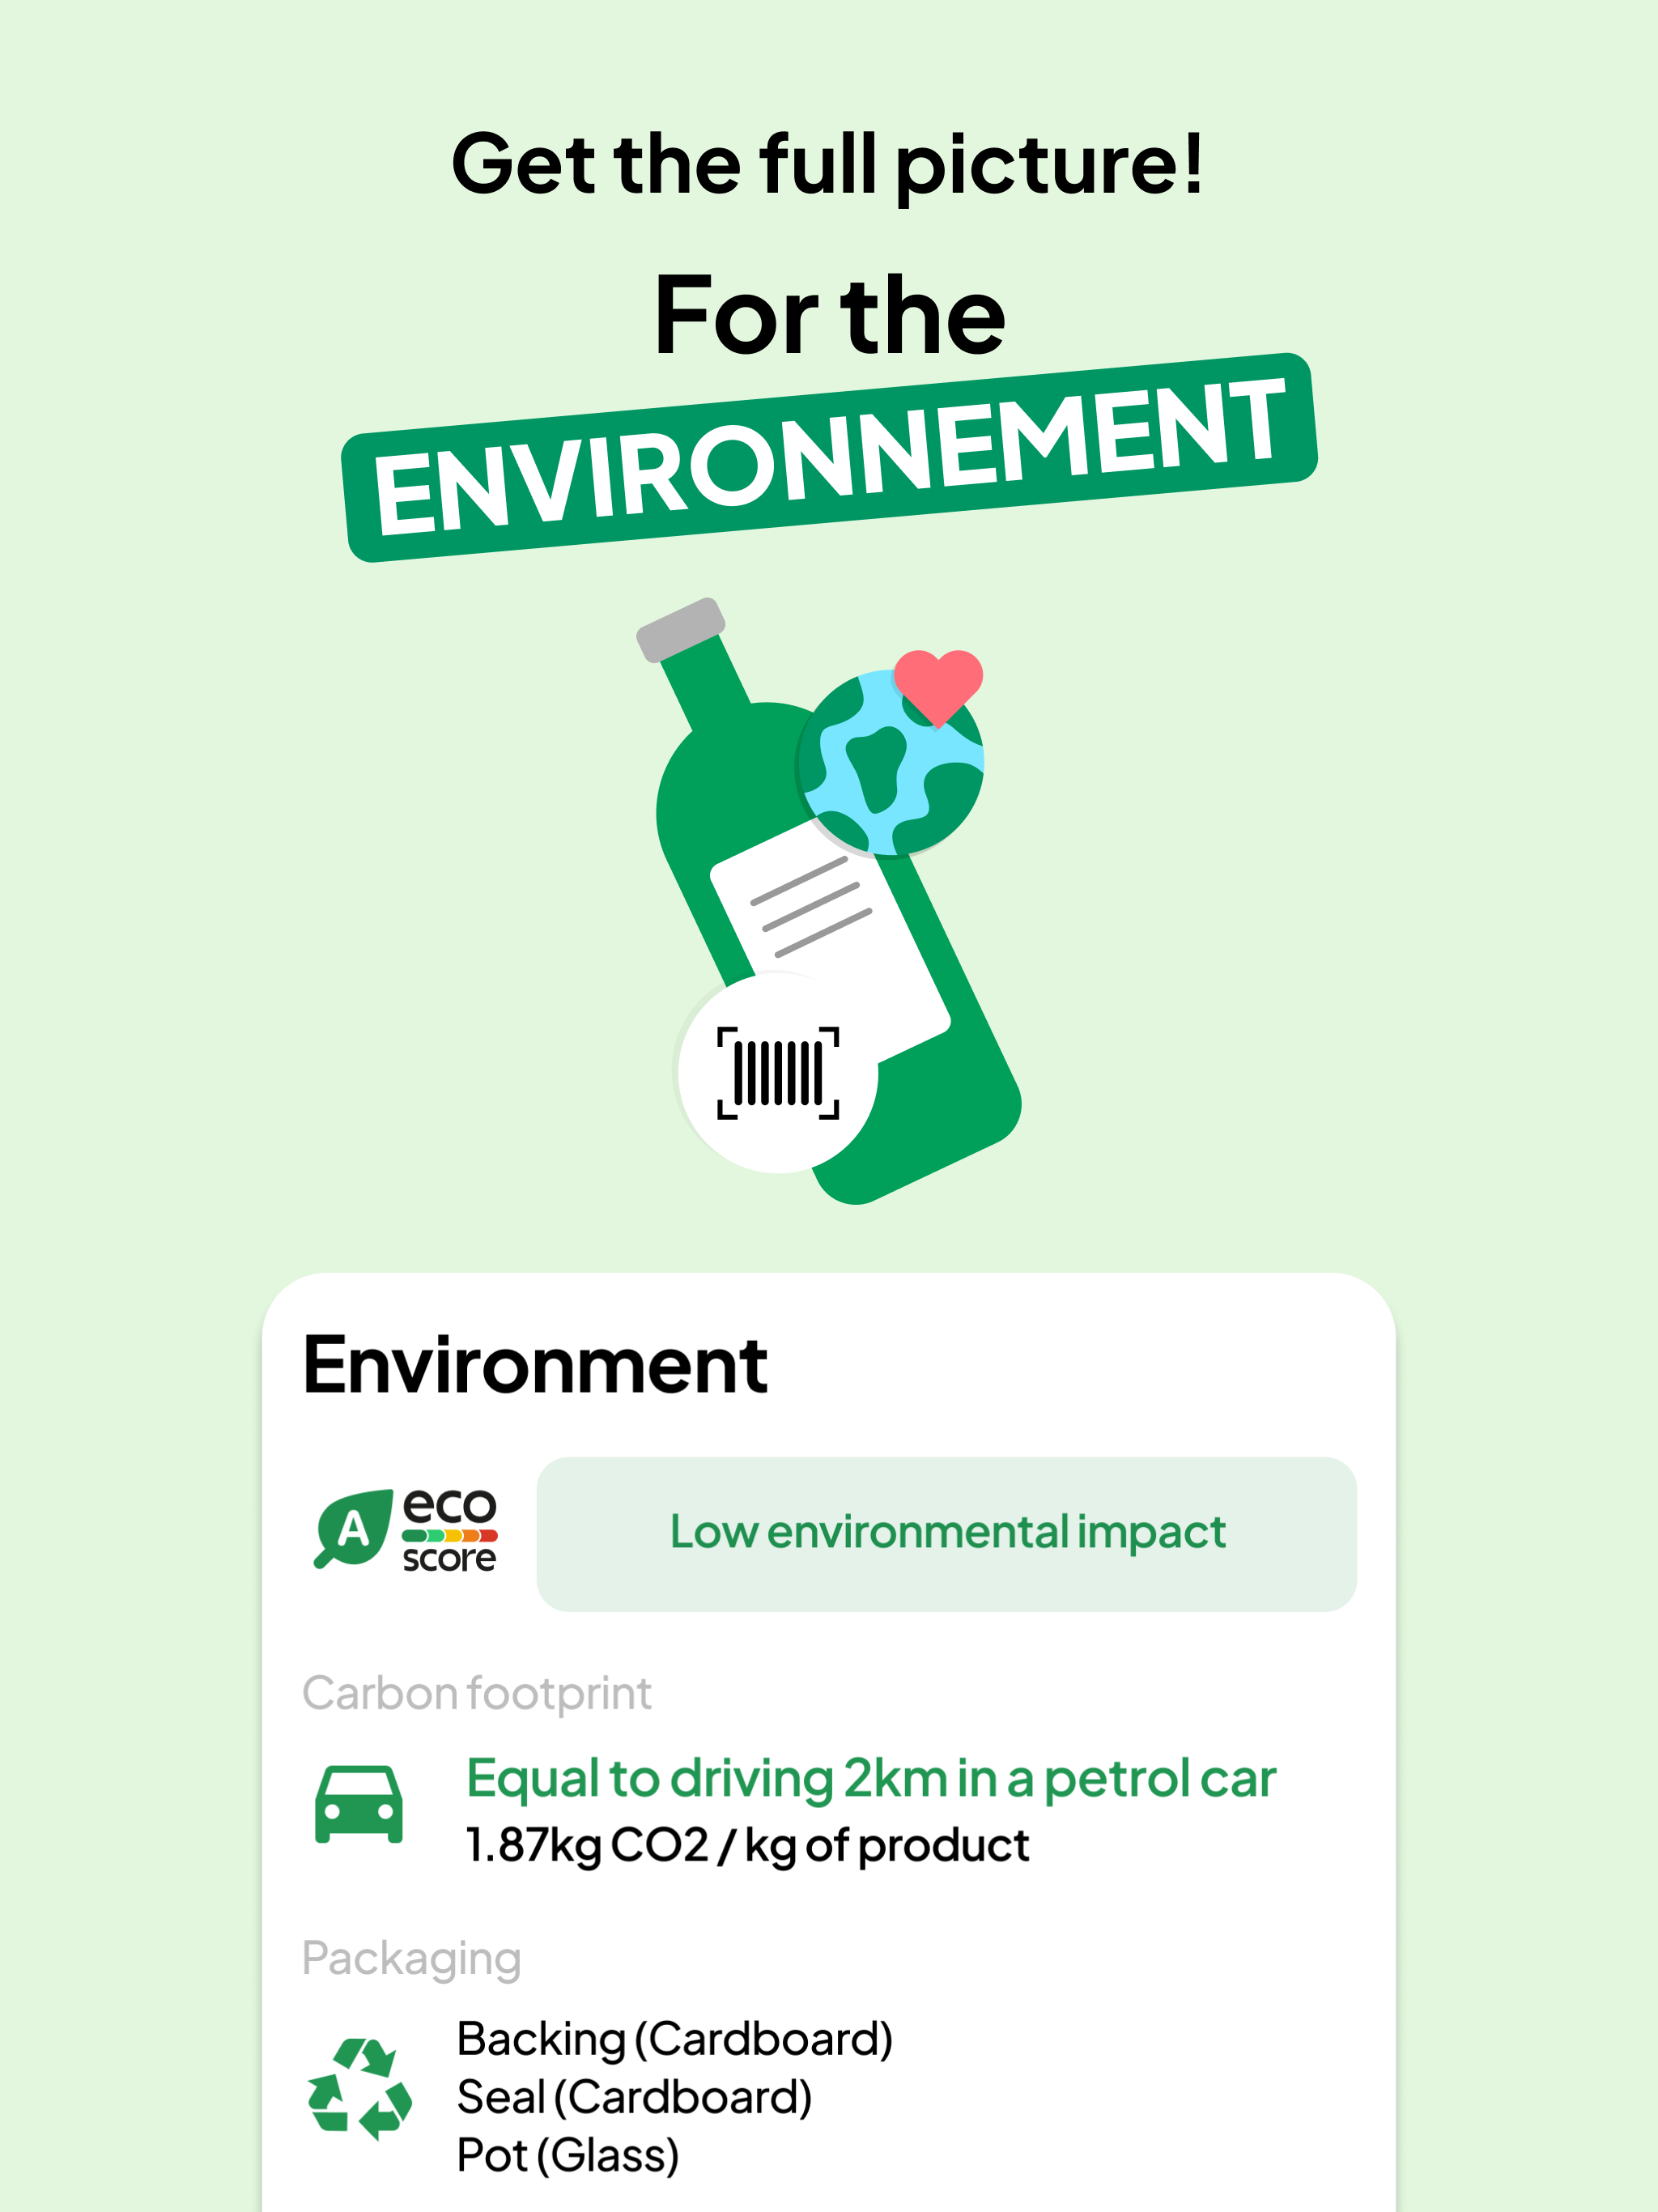 Get the full picture!
For the
ENVIRONNEMENT
Environment
A
eco
score
Low environmental impact
Carbon footprint
Equal to driving 2km in a petrol car
1.87kg CO2 / kg of product
Packaging
Backing (Cardboard)
Seal (Cardboard)
Pot (Glass)